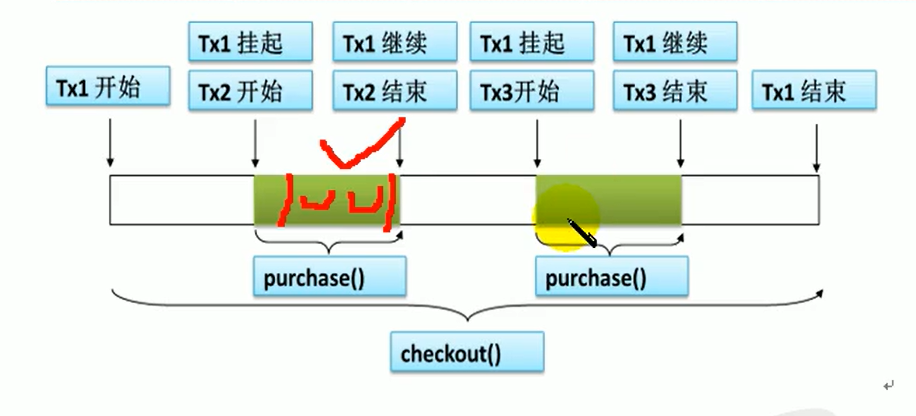 Tx1 挂起
Tx1 继续
Tx1 挂起
Tx1 继续
Tx1 开始
Tx2 开始
Tx2 结束
Tx3开始
Tx3 结束
Tx1 结束
purchase()
purchase()
checkout()